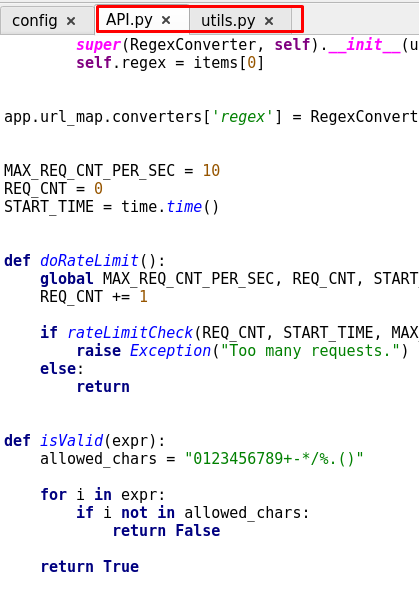 config × API.py × utils.py ×
super(RegexConverter, self).__init__(u
self.regex = items[0]
app.url_map.converters['regex'] = RegexConvert
MAX_REQ_CNT_PER_SEC = 10
REQ_CNT = 0
START_TIME = time.time()
def doRateLimit():
global MAX_REQ_CNT_PER_SEC, REQ_CNT, START_
REQ_CNT += 1
if rateLimitCheck(REQ_CNT, START_TIME, MAX_
raise Exception("Too many requests.")
else:
return
def isValid(expr):
allowed_chars = "0123456789+-*/%.()"
for i in expr:
if i not in allowed_chars:
return False
return True